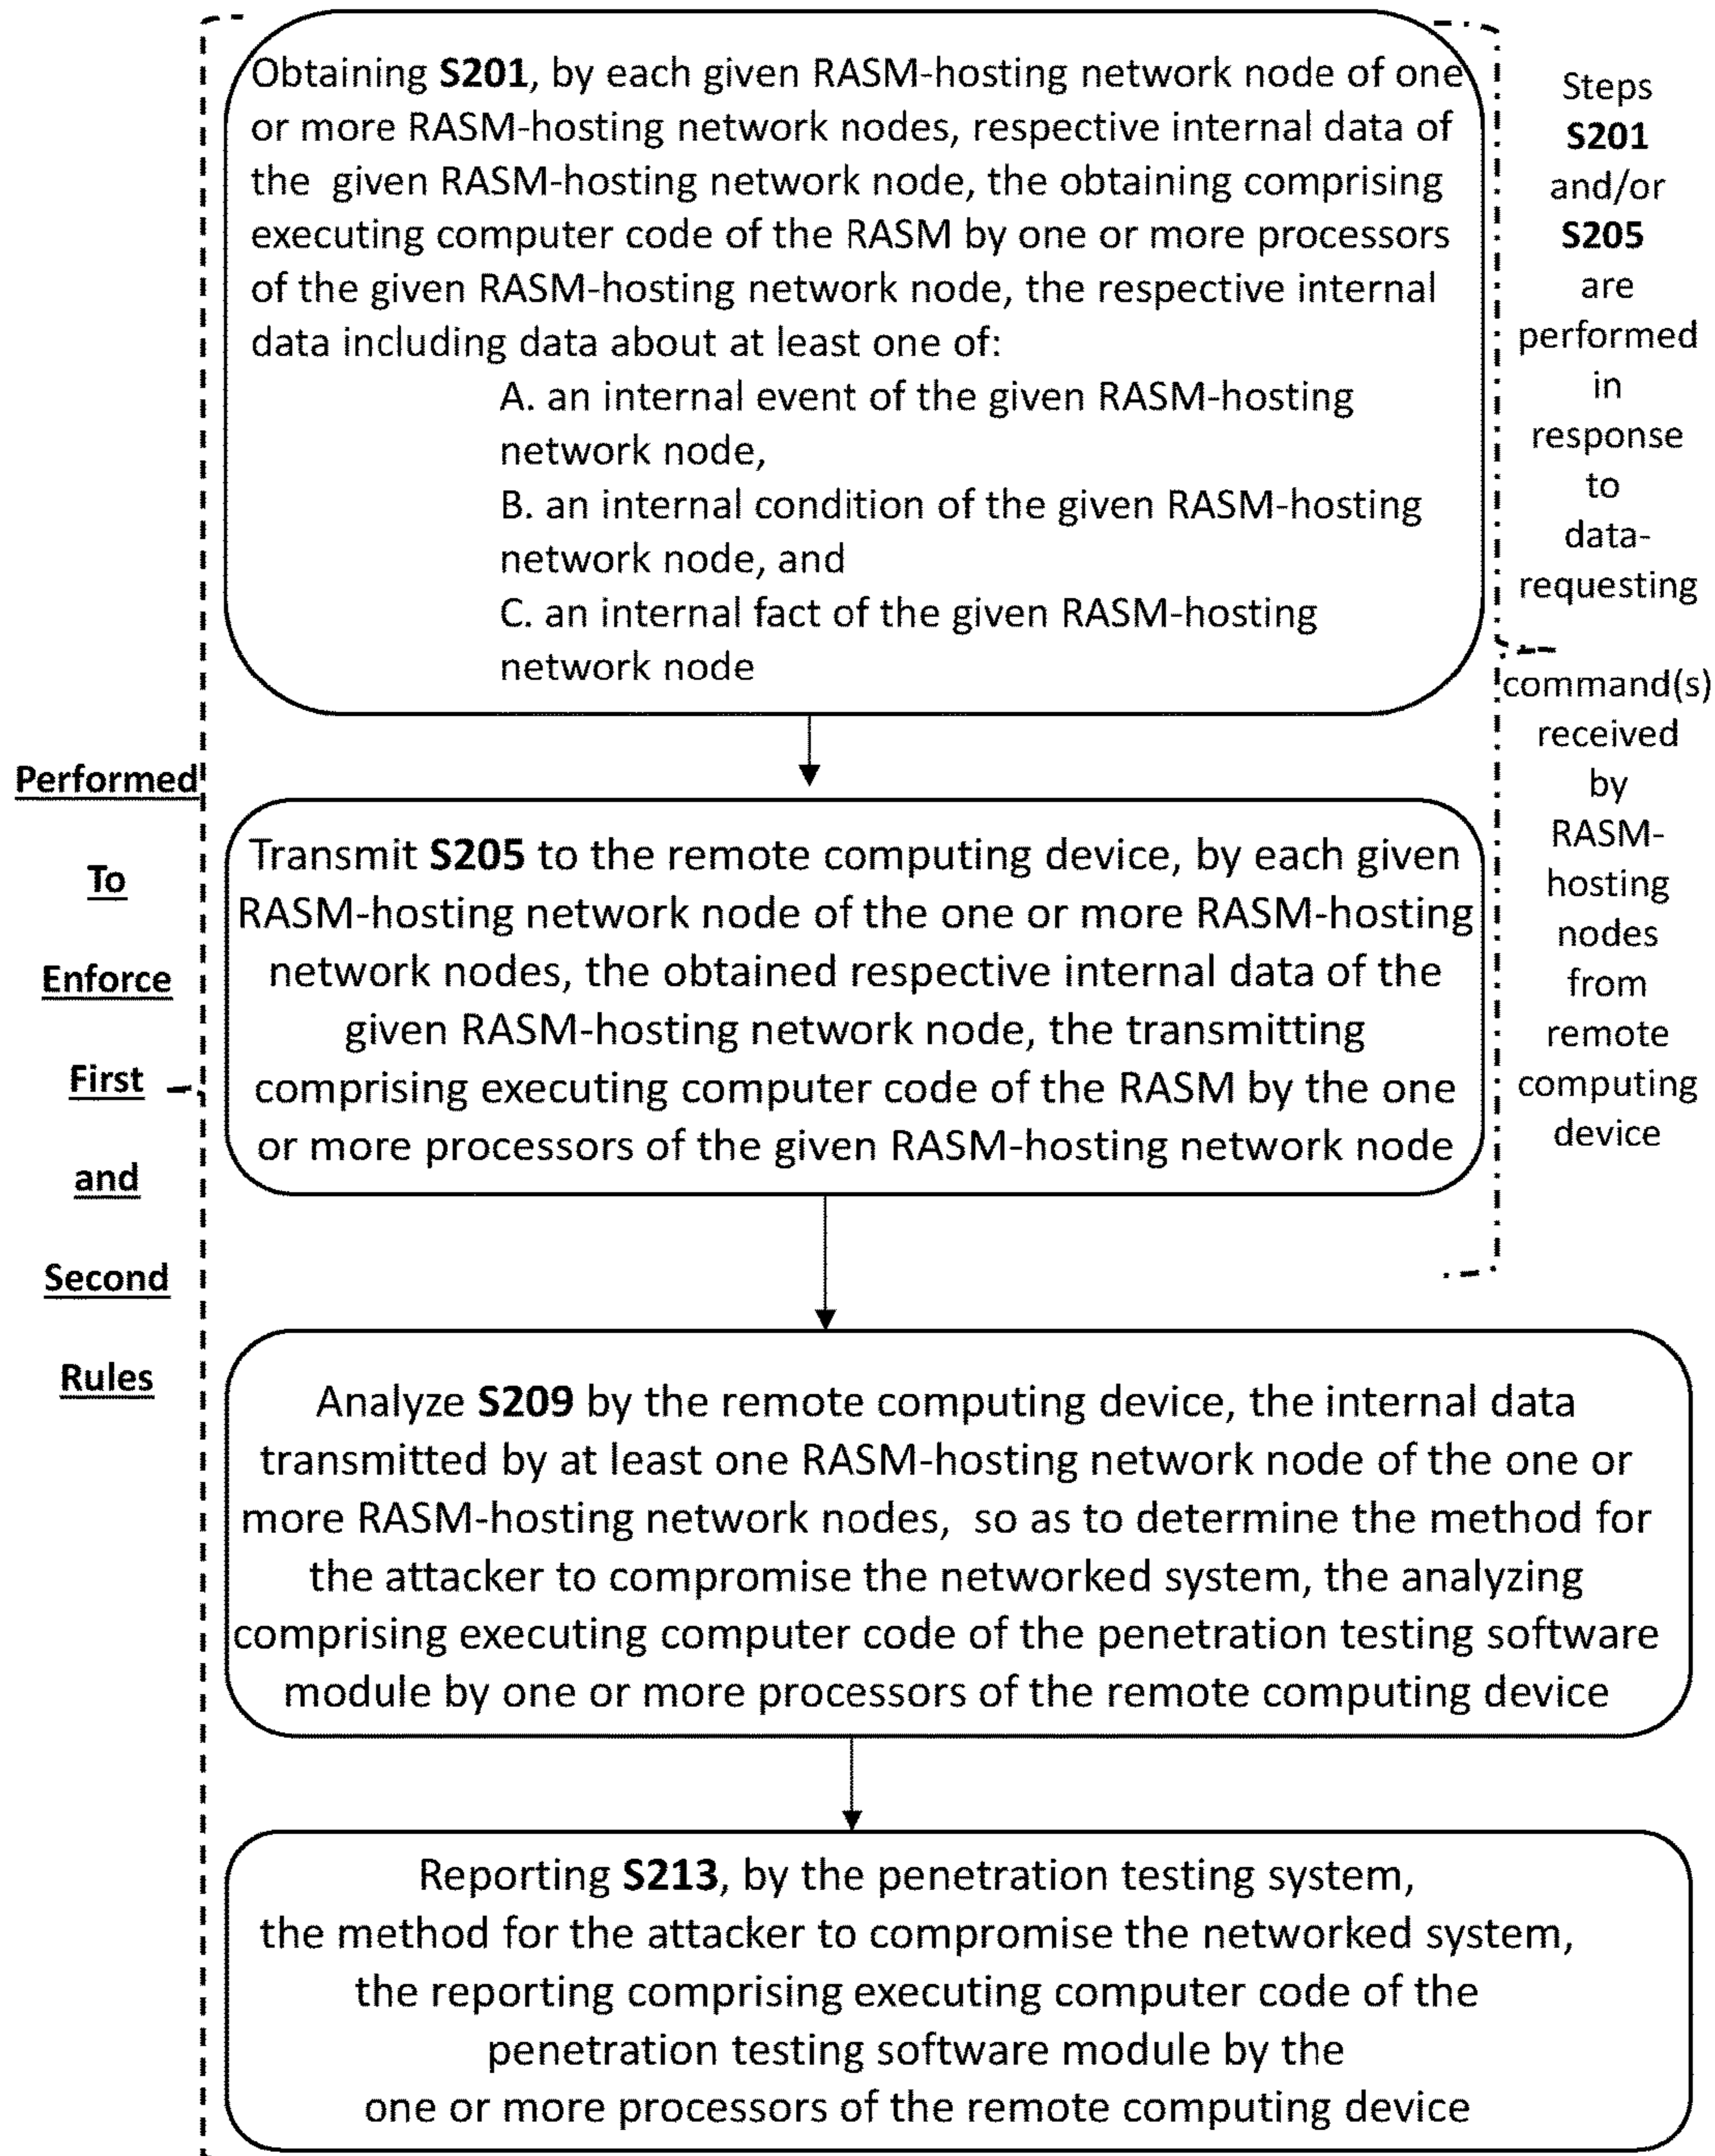 Obtaining S201, by each given RASM-hosting network node of one
or more RASM-hosting network nodes, respective internal data of
the given RASM-hosting network node, the obtaining comprising
executing computer code of the RASM by one or more processors
of the given RASM-hosting network node, the respective internal
data including data about at least one of:
A. an internal event of the given RASM-hosting
network node,
B. an internal condition of the given RASM-hosting
network node, and
C. an internal fact of the given RASM-hosting
network node
Steps
S201
and/or
S205
are
performed
in
response
to
data-
requesting
command(s)
received
by
RASM-
hosting
nodes
from
remote
computing
device
Performed
To
Enforce
First
and
Second
Rules
Transmit S205 to the remote computing device, by each given
RASM-hosting network node of the one or more RASM-hosting
network nodes, the obtained respective internal data of the
given RASM-hosting network node, the transmitting
comprising executing computer code of the RASM by the one
or more processors of the given RASM-hosting network node
Analyze S209 by the remote computing device, the internal data
transmitted by at least one RASM-hosting network node of the one or
more RASM-hosting network nodes, so as to determine the method for
the attacker to compromise the networked system, the analyzing
comprising executing computer code of the penetration testing software
module by one or more processors of the remote computing device
Reporting S213, by the penetration testing system,
the method for the attacker to compromise the networked system,
the reporting comprising executing computer code of the
penetration testing software module by the
one or more processors of the remote computing device